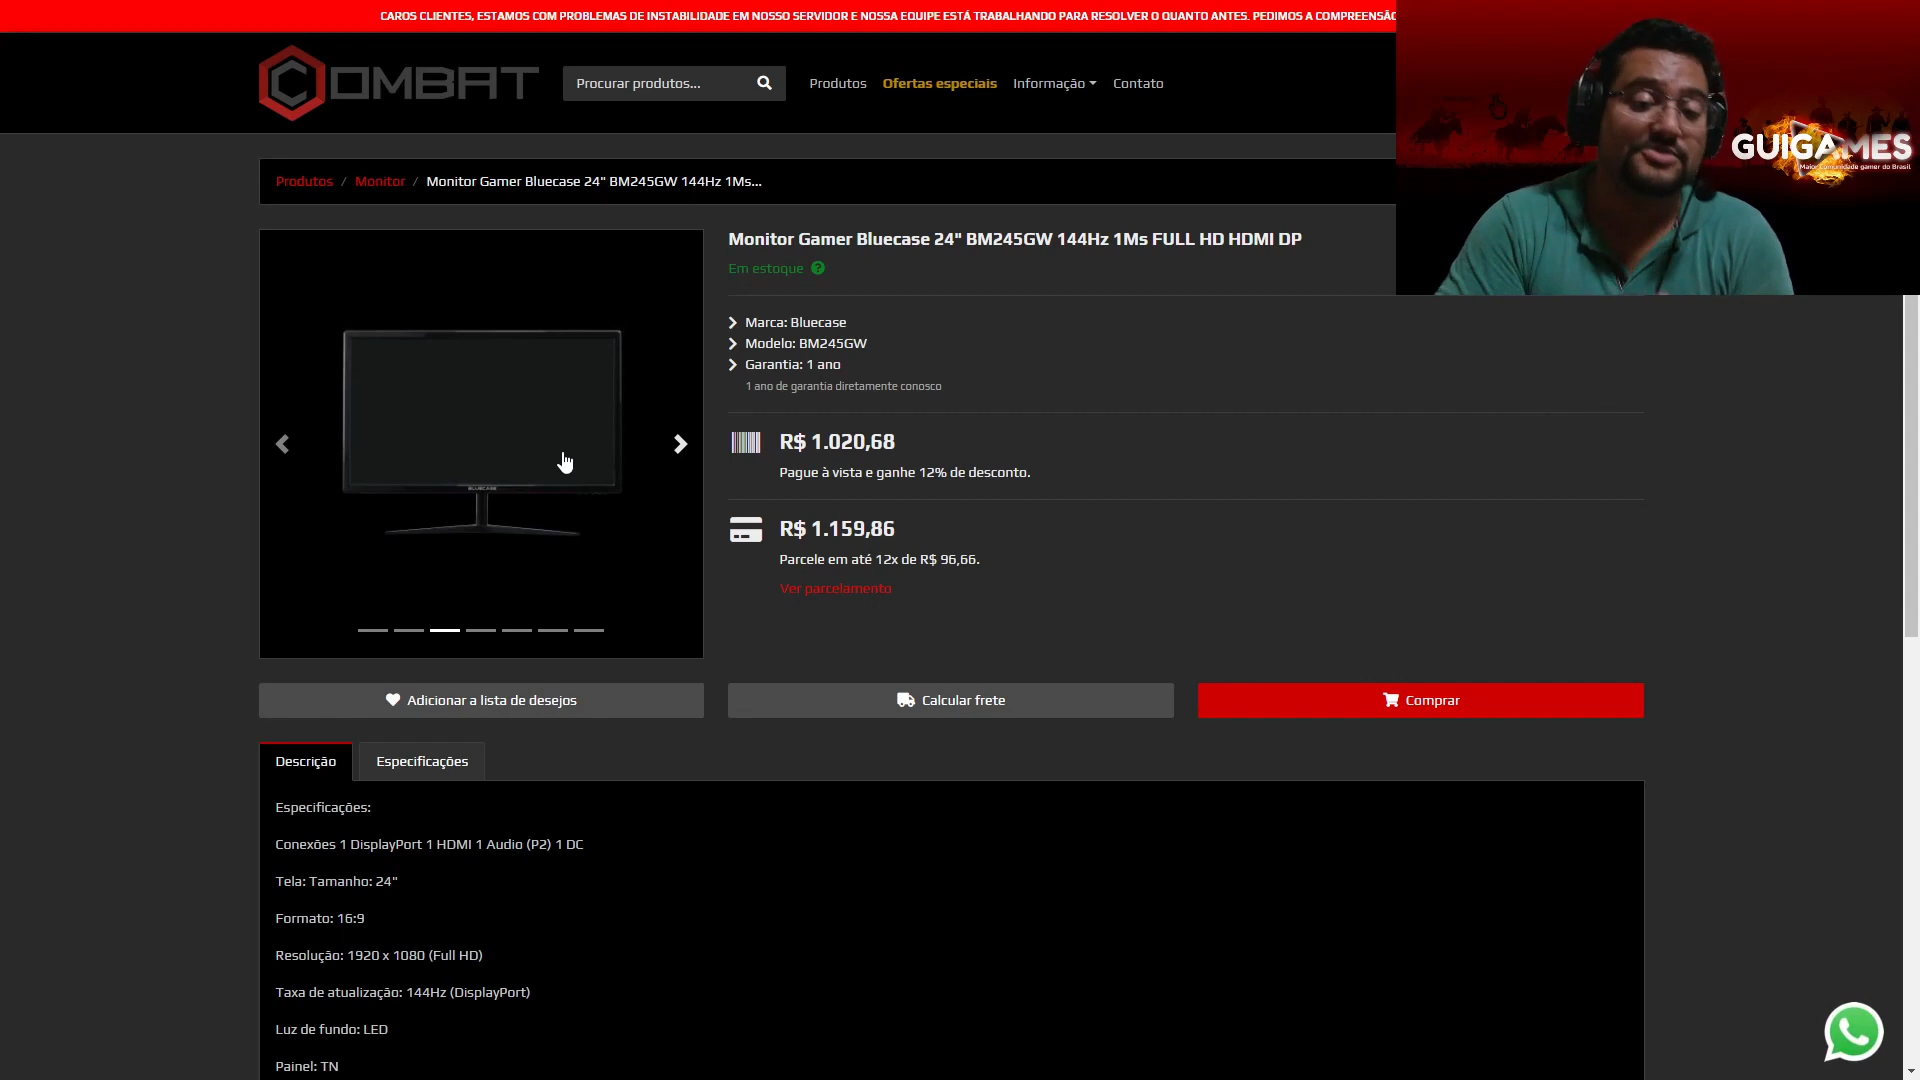 CAROS CLIENTES, ESTAMOS COM PROBLEMAS DE INSTABILIDADE EM NOSSO SERVIDOR E NOSSA EQUIPE ESTÁ TRABALHANDO PARA RESOLVER O QUANTO ANTES. PEDIMOS A COMPREENSÃO
COMBAT
Procurar produtos...
Produtos Ofertas especiais Informação Contato
GUIGAMES
Maior Comunidade gamer do Brasil
Produtos / Monitor / Monitor Gamer Bluecase 24" BM245GW 144Hz 1Ms...
Monitor Gamer Bluecase 24" BM245GW 144Hz 1Ms FULL HD HDMI DP
Em estoque ?
Marca: Bluecase
Modelo: BM245GW
Garantia: 1 ano
1 ano de garantia diretamente conosco
R$ 1.020,68
Pague à vista e ganhe 12% de desconto.
BLUECASE
R$ 1.159,86
Parcele em até 12x de R$ 96,66.
Ver parcelamento
Adicionar a lista de desejos
Calcular frete
Comprar
Descrição
Especificações
Especificações:
Conexões 1 DisplayPort 1 HDMI 1 Audio (P2) 1 DC
Tela: Tamanho: 24"
Formato: 16:9
Resolução: 1920 x 1080 (Full HD)
Taxa de atualização: 144Hz (DisplayPort)
Luz de fundo: LED
Painel: TN